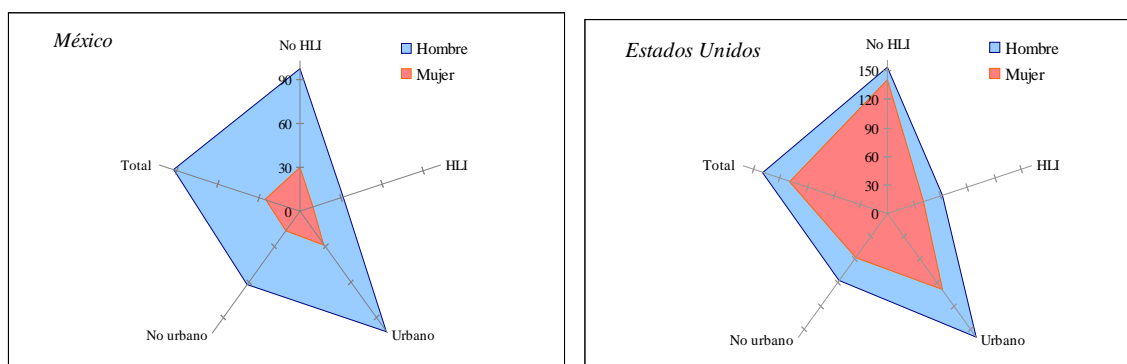 México
No HLI
Hombre
Mujer
90
60
30
0
Total
HLI
No urbano
Urbano
Estados Unidos
No HLI
Hombre
Mujer
150
120
90
60
30
0
Total
HLI
No urbano
Urbano